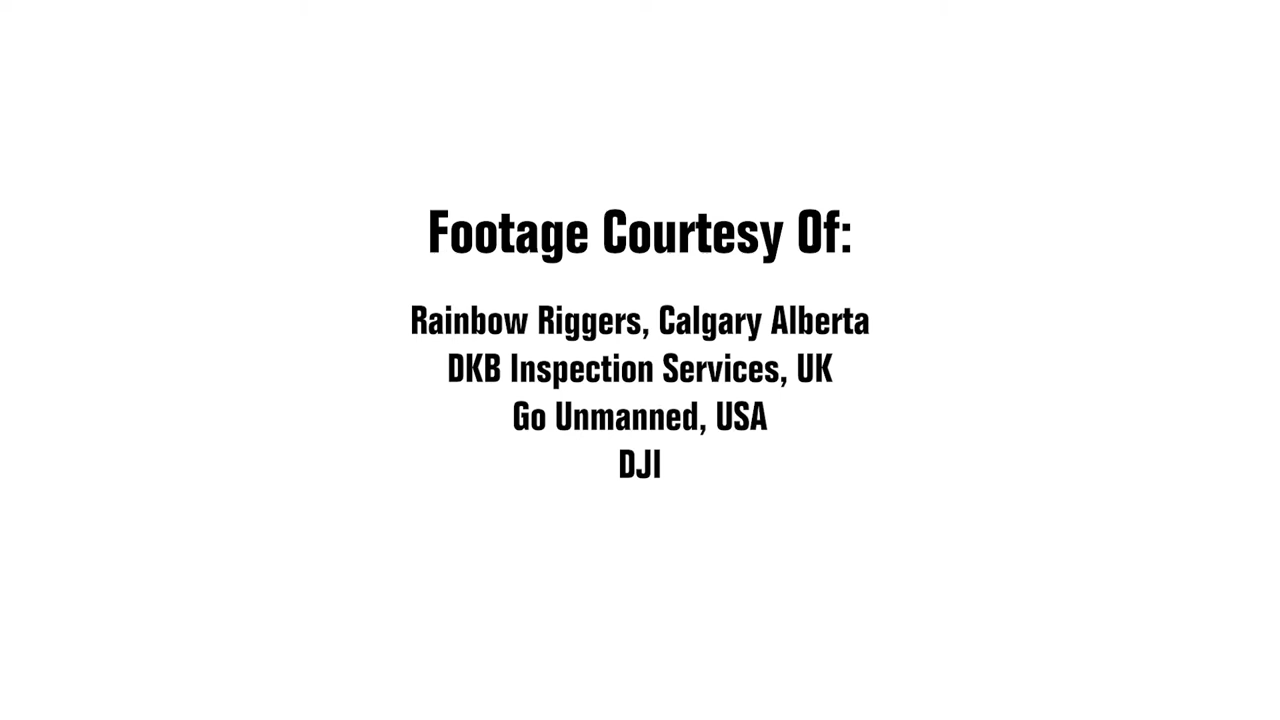 Footage Courtesy Of:
Rainbow Riggers, Calgary Alberta
DKB Inspection Services, UK
Go Unmanned, USA
DJI